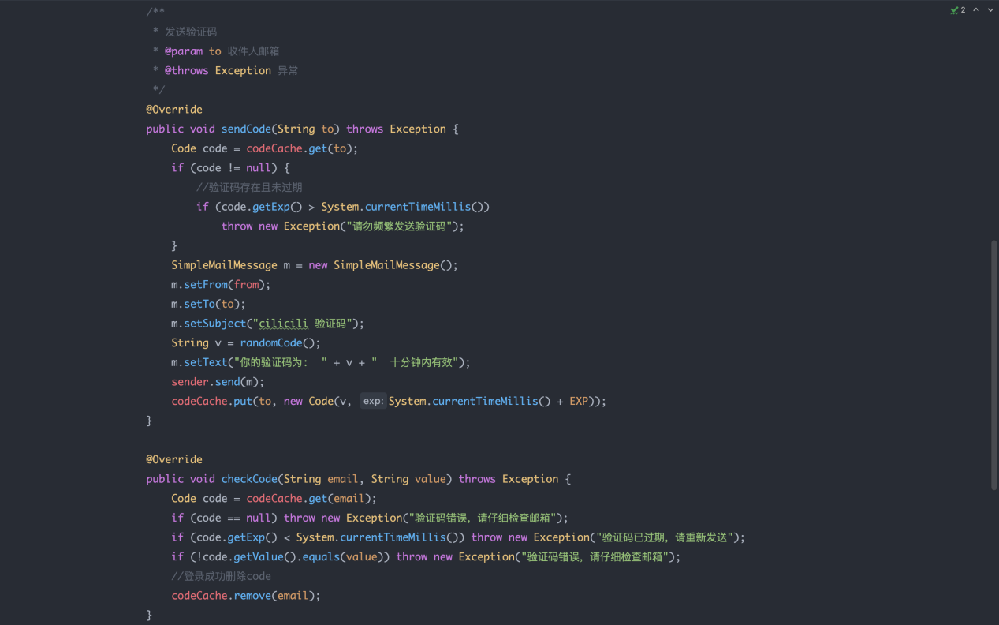 2
/**
 * 发送验证码
 * @param to 收件人邮箱
 * @throws Exception 异常
 */
@Override
public void sendCode(String to) throws Exception {
    Code code = codeCache.get(to);
    if (code != null) {
        //验证码存在且未过期
        if (code.getExp() > System.currentTimeMillis())
            throw new Exception("请勿频繁发送验证码");
    }
    SimpleMailMessage m = new SimpleMailMessage();
    m.setFrom(from);
    m.setTo(to);
    m.setSubject("cilicili 验证码");
    String v = randomCode();
    m.setText("你的验证码为： " + v + "  十分钟内有效");
    sender.send(m);
    codeCache.put(to, new Code(v, exp: System.currentTimeMillis() + EXP));
}

@Override
public void checkCode(String email, String value) throws Exception {
    Code code = codeCache.get(email);
    if (code == null) throw new Exception("验证码错误，请仔细检查邮箱");
    if (code.getExp() < System.currentTimeMillis()) throw new Exception("验证码已过期，请重新发送");
    if (!code.getValue().equals(value)) throw new Exception("验证码错误，请仔细检查邮箱");
    //登录成功删除code
    codeCache.remove(email);
}